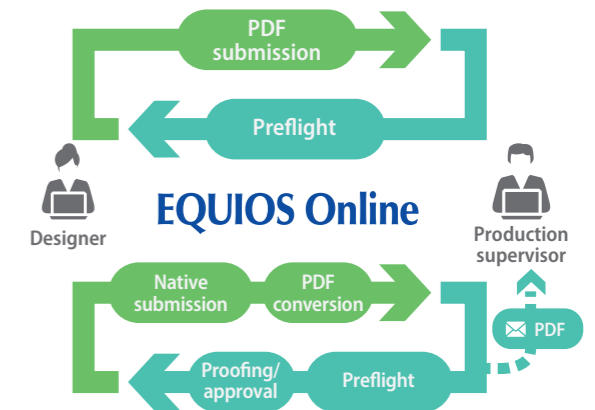 PDF
submission
Preflight
EQUIOS Online
Designer
Production
supervisor
Native
submission
PDF
conversion
PDF
Proofing/
approval
Preflight